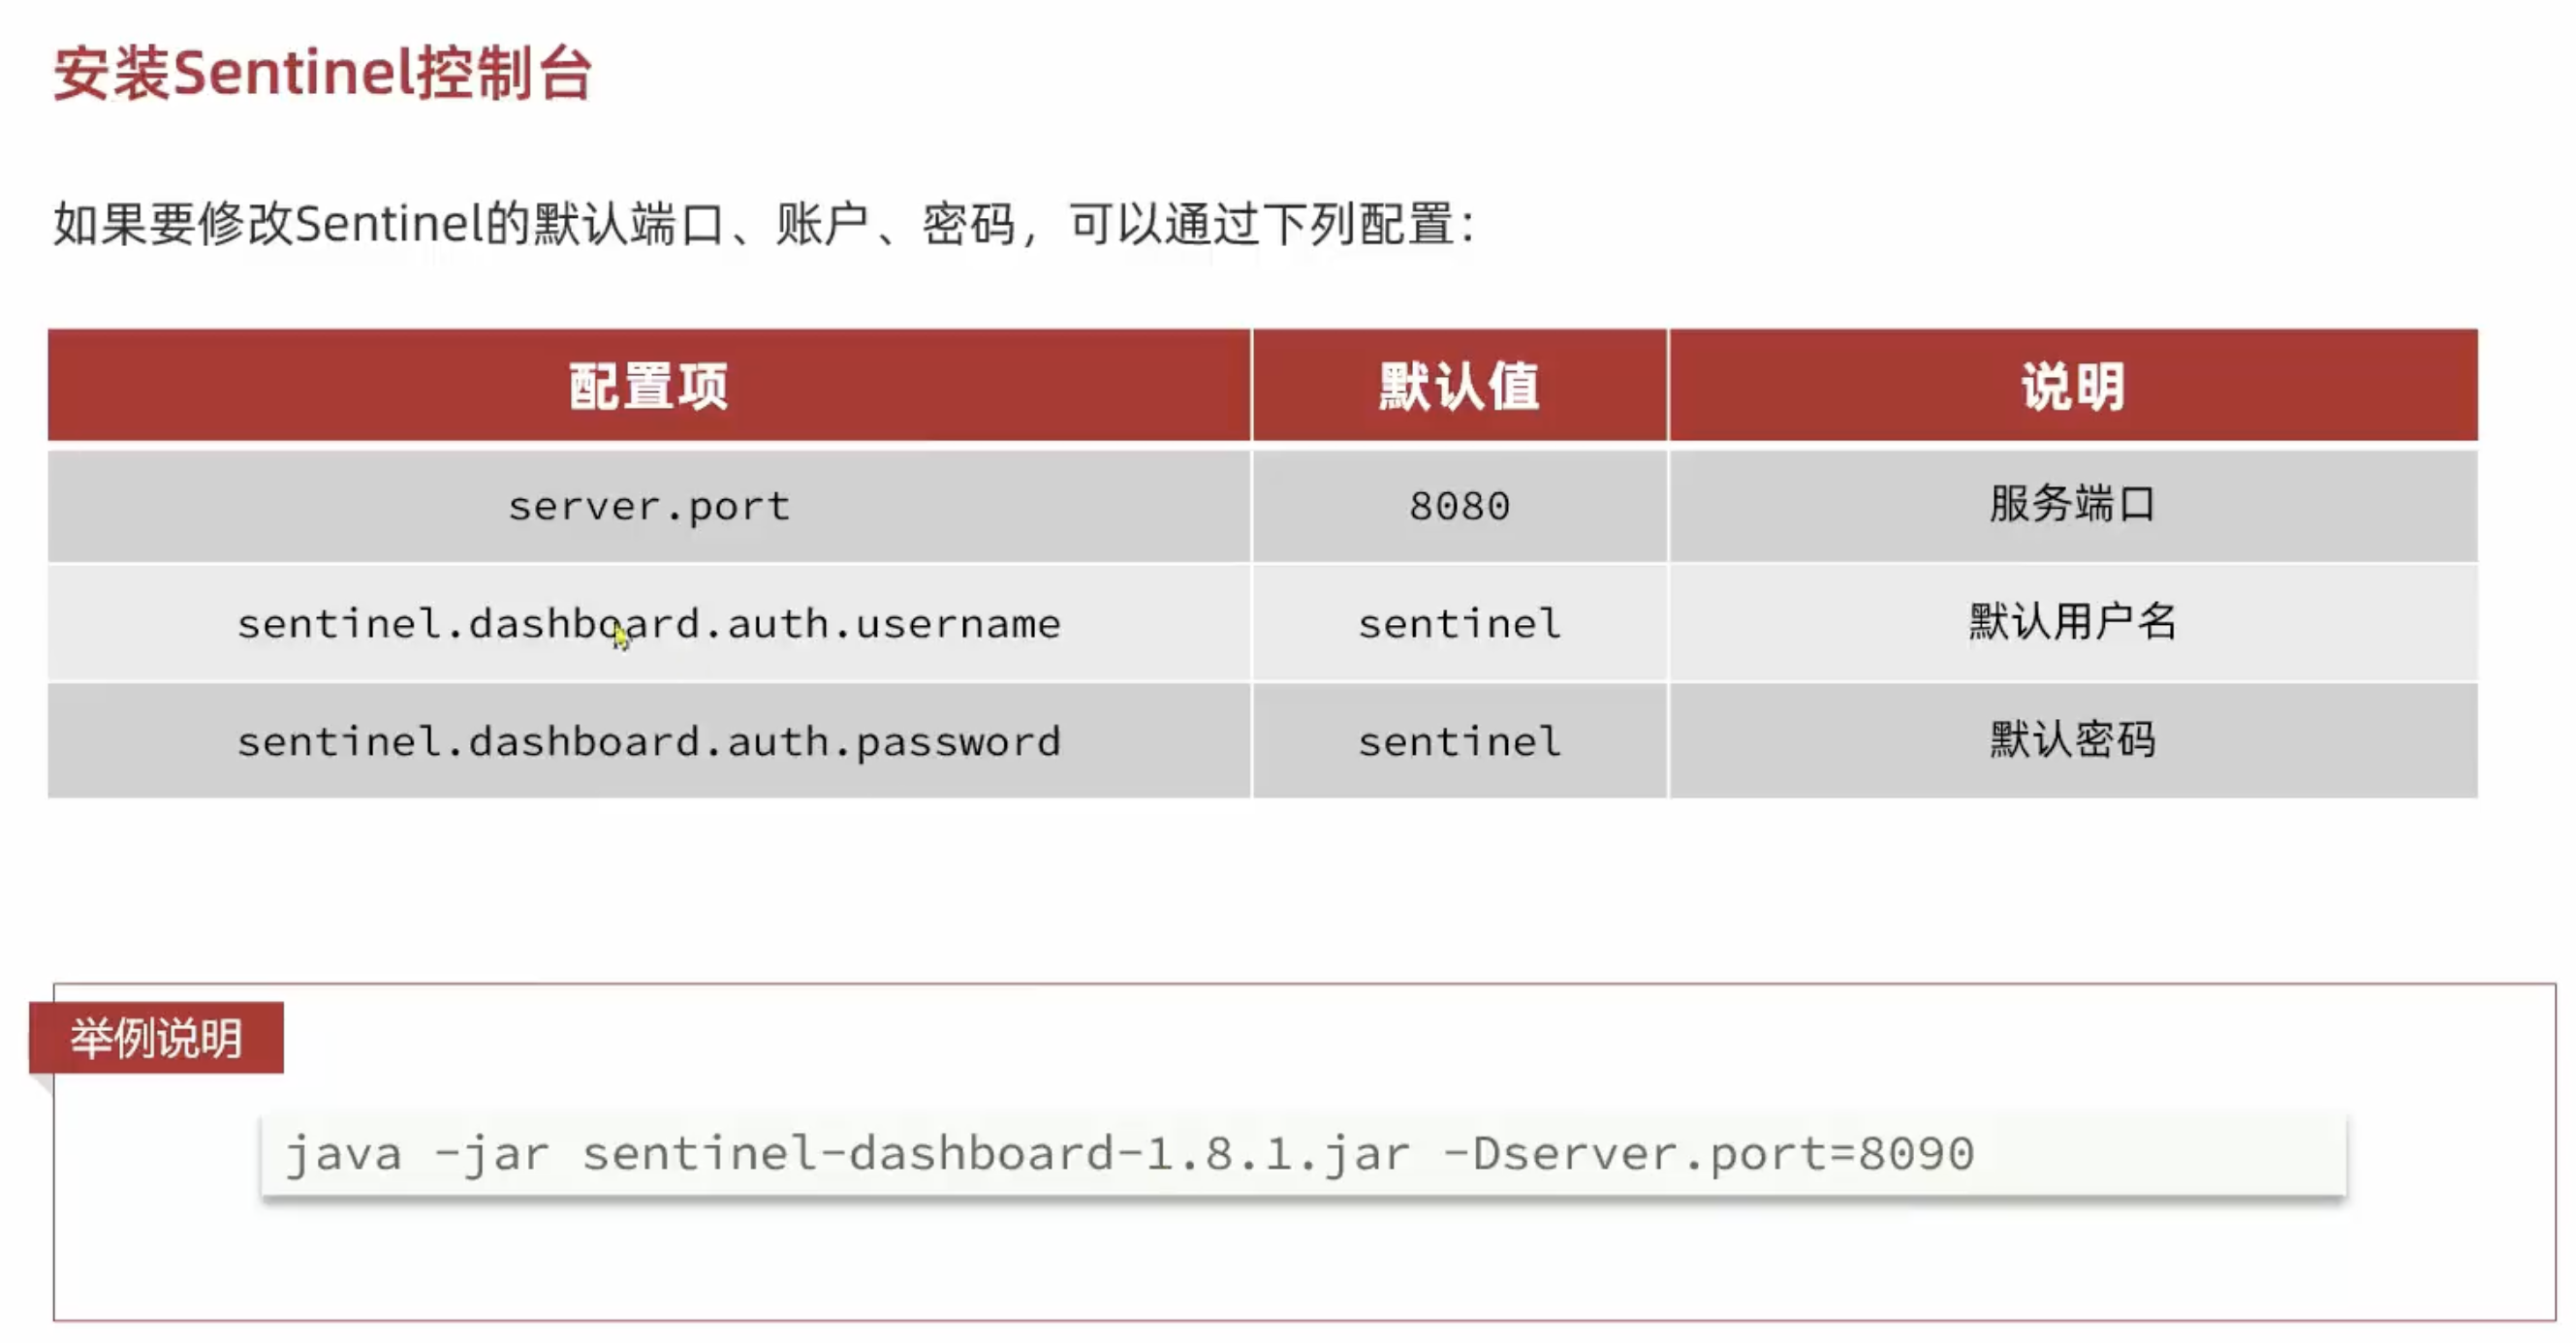 安装Sentinel控制台
如果要修改Sentinel的默认端口、账户、密码，可以通过下列配置：
配置项 默认值 说明
server.port 8080 服务端口
sentinel.dashboard.auth.username sentinel 默认用户名
sentinel.dashboard.auth.password sentinel 默认密码
举例说明
java -jar sentinel-dashboard-1.8.1.jar -Dserver.port=8090